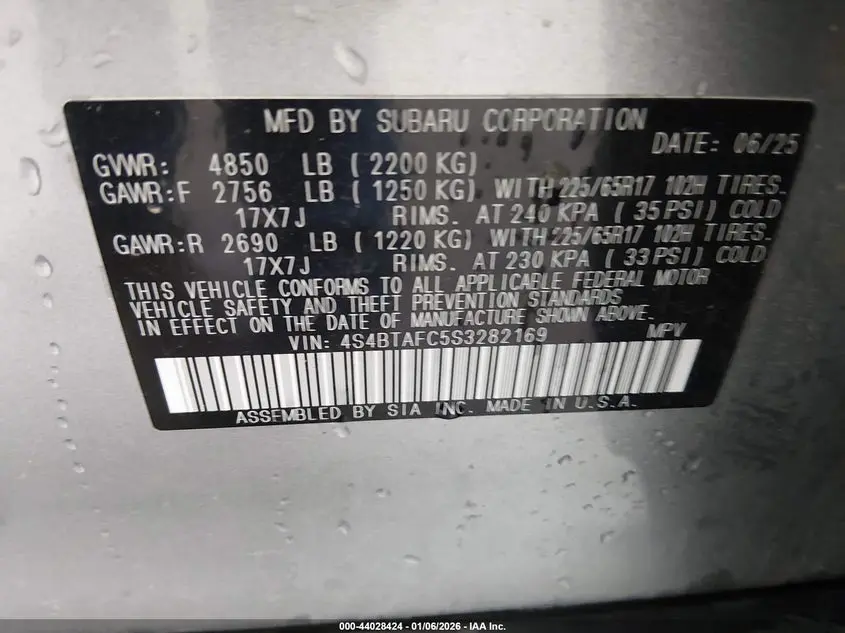 MFD BY SUBARU CORPORATION
DATE: 06/25
GVWR: 4850 LB ( 2200 KG)
GAWR:F 2756 LB ( 1250 KG) WITH 225/65R17 102H TIRES.
17X7J RIMS. AT 240 KPA ( 35 PSI) COLD
GAWR:R 2690 LB ( 1220 KG) WITH 225/65R17 102H TIRES.
17X7J RIMS. AT 230 KPA ( 33 PSI) COLD
THIS VEHICLE CONFORMS TO ALL APPLICABLE FEDERAL MOTOR
VEHICLE SAFETY AND THEFT PREVENTION STANDARDS
IN EFFECT ON THE DATE OF MANUFACTURE SHOWN ABOVE.
VIN: 4S4BTAFC5S3282169 MPV
ASSEMBLED BY SIA INC. MADE IN U.S.A.
000-44028424 | 01/06/2026 - IAA Inc.